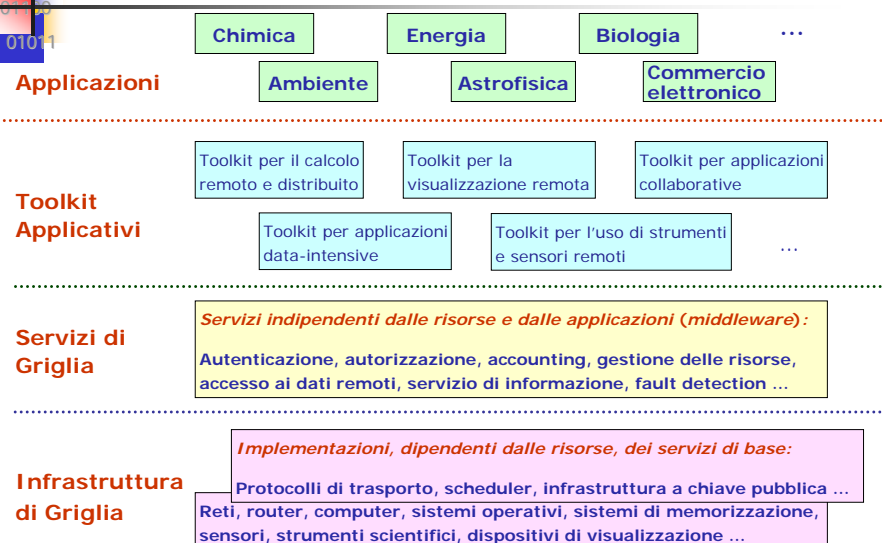 01100
01011
Chimica
Energia
Biologia
...
Applicazioni
Ambiente
Astrofisica
Commercio
elettronico
Toolkit per il calcolo
remoto e distribuito
Toolkit per la
visualizzazione remota
Toolkit per applicazioni
collaborative
Toolkit
Applicativi
Toolkit per applicazioni
data-intensive
Toolkit per l'uso di strumenti
e sensori remoti
...
Servizi di
Griglia
Servizi indipendenti dalle risorse e dalle applicazioni (middleware):
Autenticazione, autorizzazione, accounting, gestione delle risorse,
accesso ai dati remoti, servizio di informazione, fault detection ...
Infrastruttura
di Griglia
Implementazioni, dipendenti dalle risorse, dei servizi di base:
Protocolli di trasporto, scheduler, infrastruttura a chiave pubblica ...
Reti, router, computer, sistemi operativi, sistemi di memorizzazione,
sensori, strumenti scientifici, dispositivi di visualizzazione ...